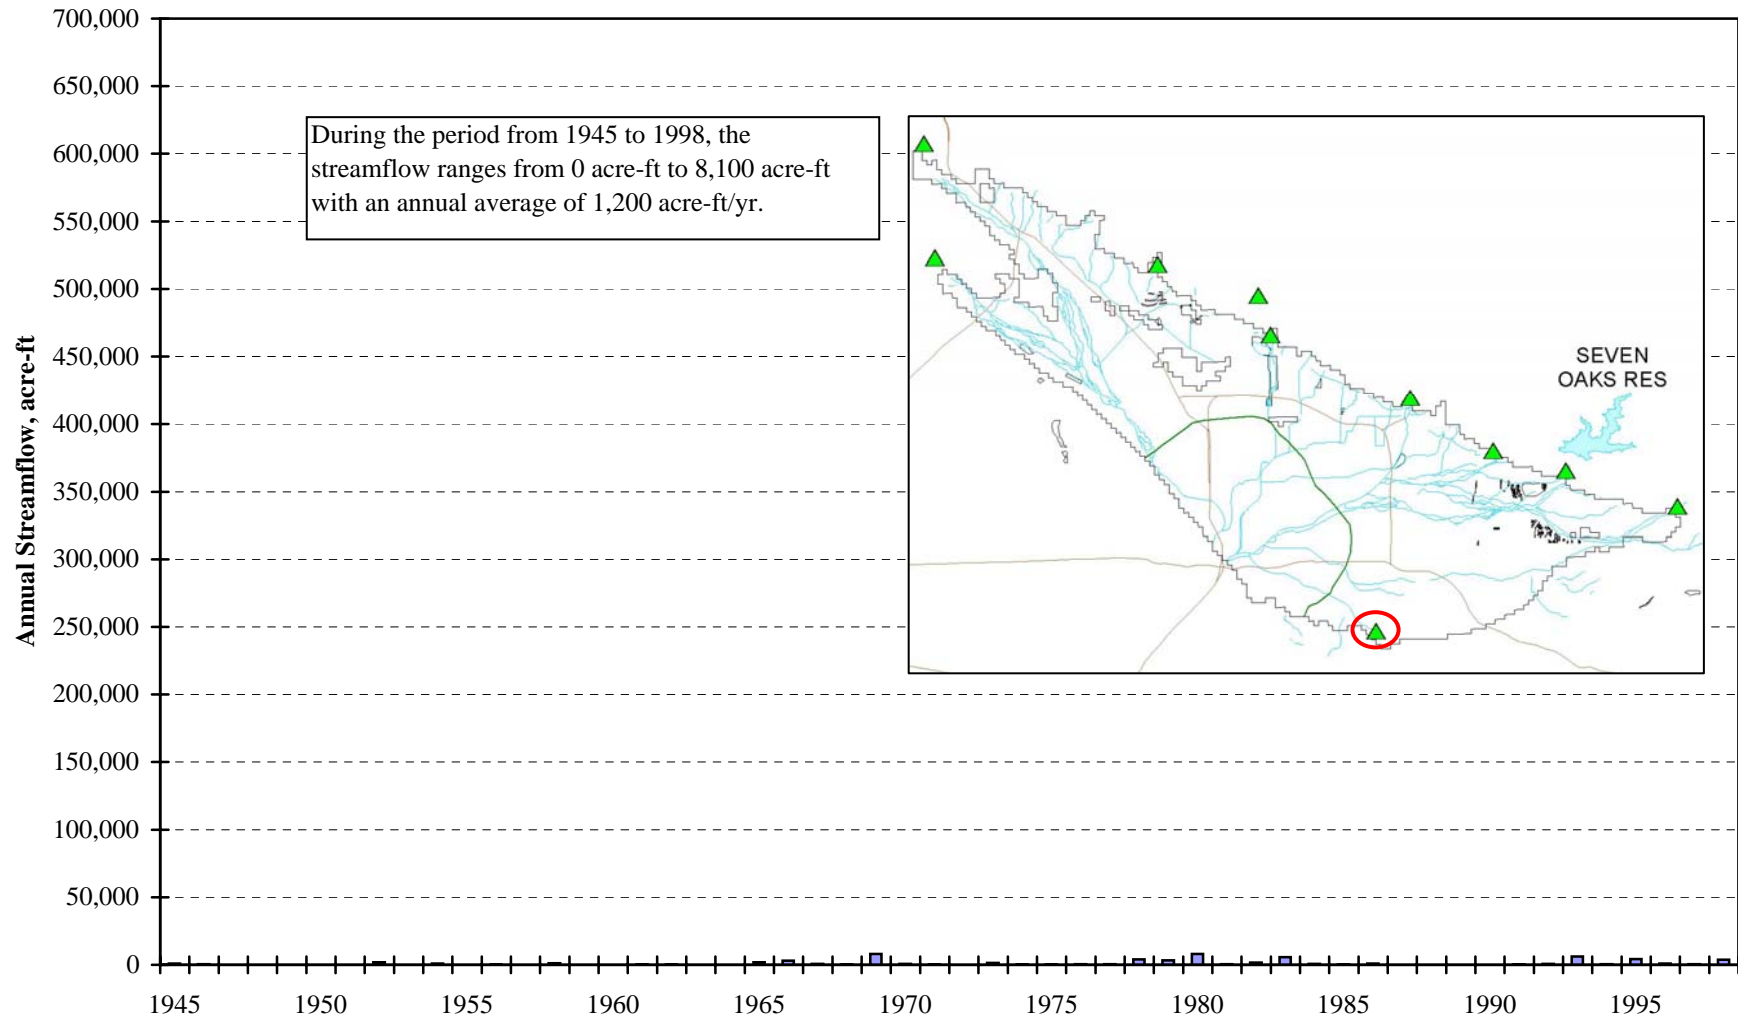 700,000
650,000
600,000
550,000
500,000
450,000
400,000
350,000
300,000
250,000
200,000
150,000
100,000
50,000
0
Annual Streamflow, acre-ft
During the period from 1945 to 1998, the
streamflow ranges from 0 acre-ft to 8,100 acre-ft
with an annual average of 1,200 acre-ft/yr.
SEVEN
OAKS RES
1945 1950 1955 1960 1965 1970 1975 1980 1985 1990 1995